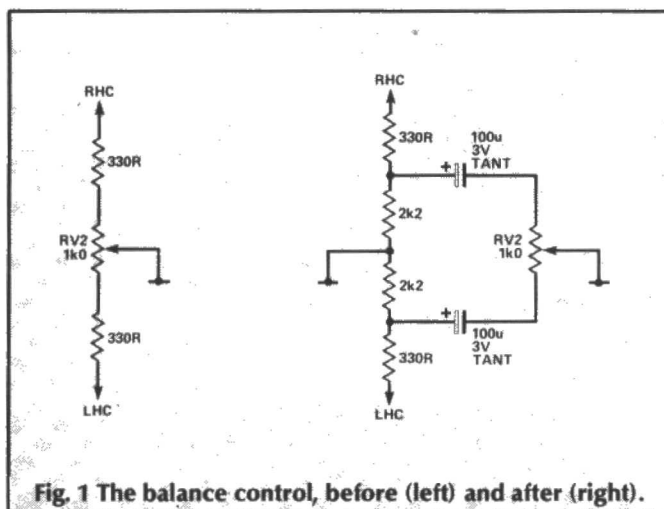 RHC
330R
RV2
1k0
330R
LHC
RHC
330R
100u
3V
TANT
+
2k2
RV2
1k0
2k2
+
100u
3V
TANT
330R
LHC
Fig. 1 The balance control, before (left) and after (right).